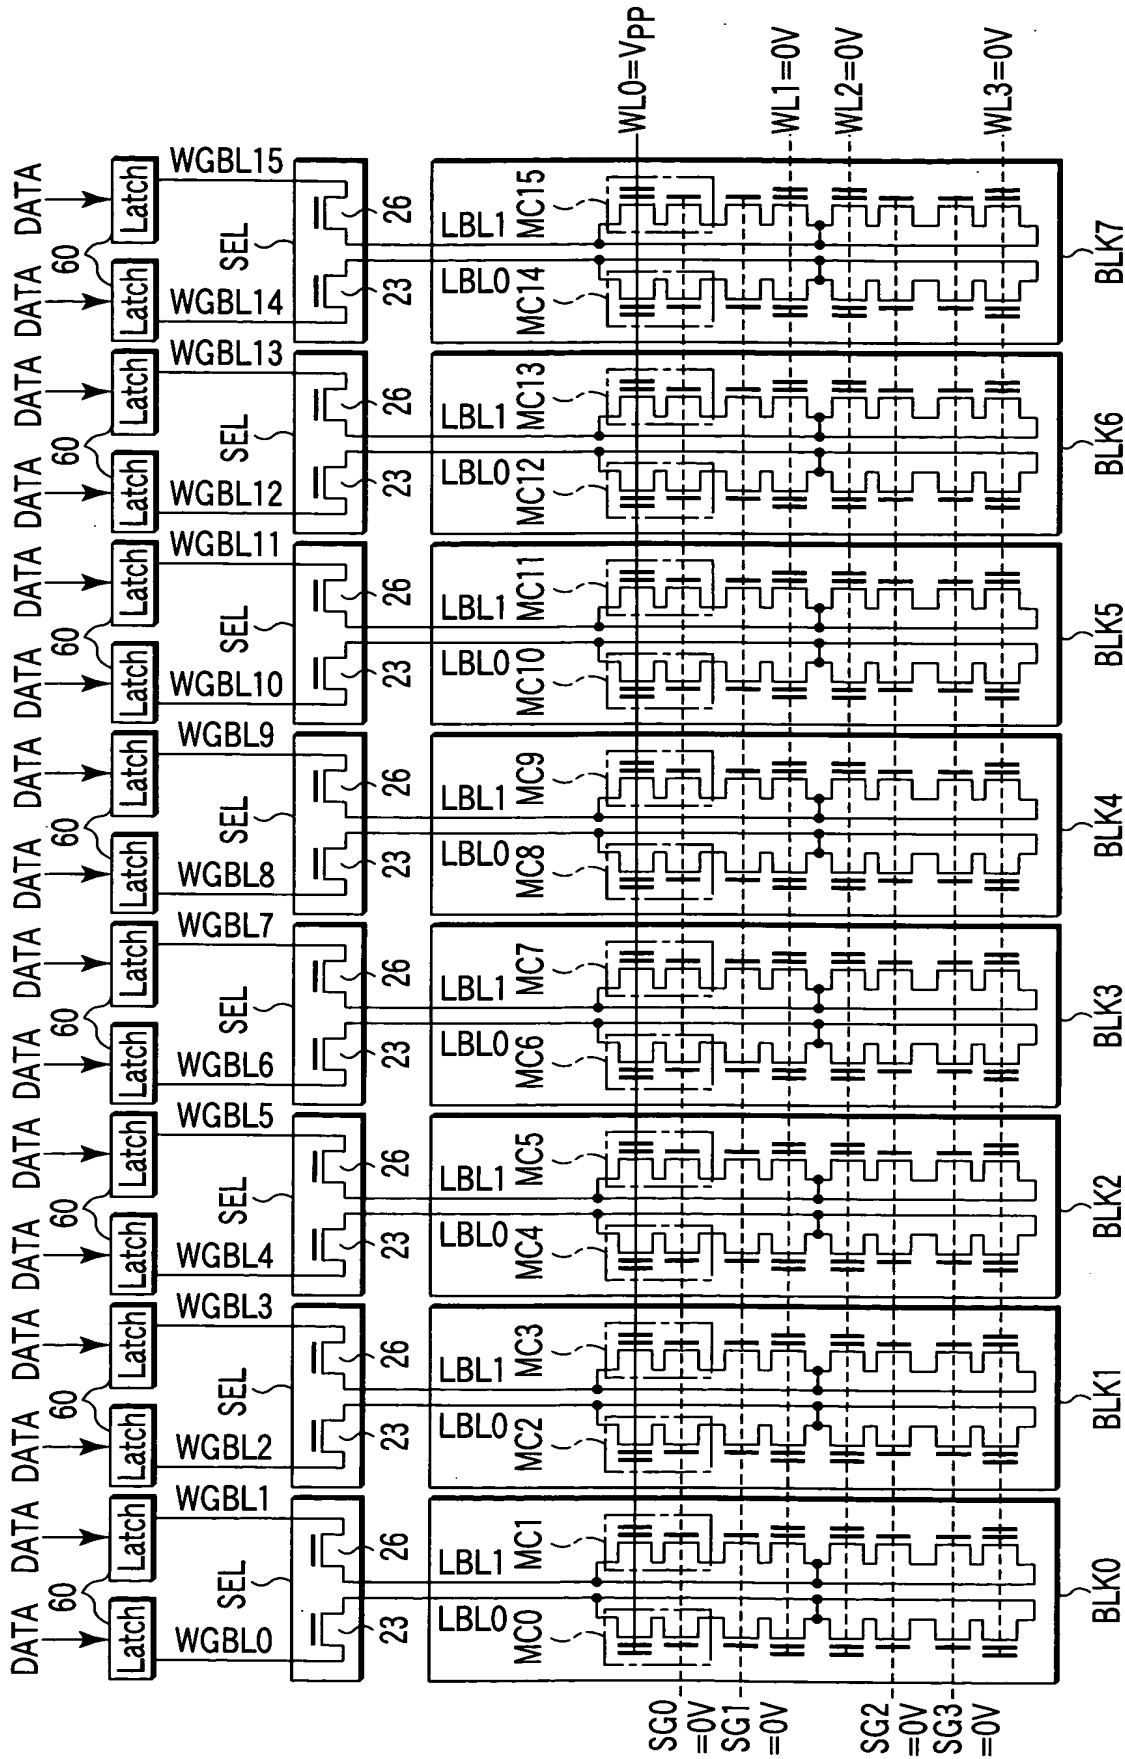 DATA DATA DATA DATA DATA DATA DATA DATA DATA DATA DATA DATA DATA DATA DATA DATA
60 60 60 60 60 60 60 60
Latch Latch Latch Latch Latch Latch Latch Latch Latch Latch Latch Latch Latch Latch Latch Latch
WGBL0 WGBL1 WGBL2 WGBL3 WGBL4 WGBL5 WGBL6 WGBL7 WGBL8 WGBL9 WGBL10 WGBL11 WGBL12 WGBL13 WGBL14 WGBL15
SEL SEL SEL SEL SEL SEL SEL SEL
23 26 23 26 23 26 23 26 23 26 23 26 23 26 23 26
LBL0 LBL1 LBL0 LBL1 LBL0 LBL1 LBL0 LBL1 LBL0 LBL1 LBL0 LBL1 LBL0 LBL1 LBL0 LBL1
MC0 MC1 MC2 MC3 MC4 MC5 MC6 MC7 MC8 MC9 MC10 MC11 MC12 MC13 MC14 MC15
WL0=VPP
SG0
=0V
SG1
=0V
WL1=0V
WL2=0V
SG2
=0V
SG3
=0V
WL3=0V
BLK0 BLK1 BLK2 BLK3 BLK4 BLK5 BLK6 BLK7